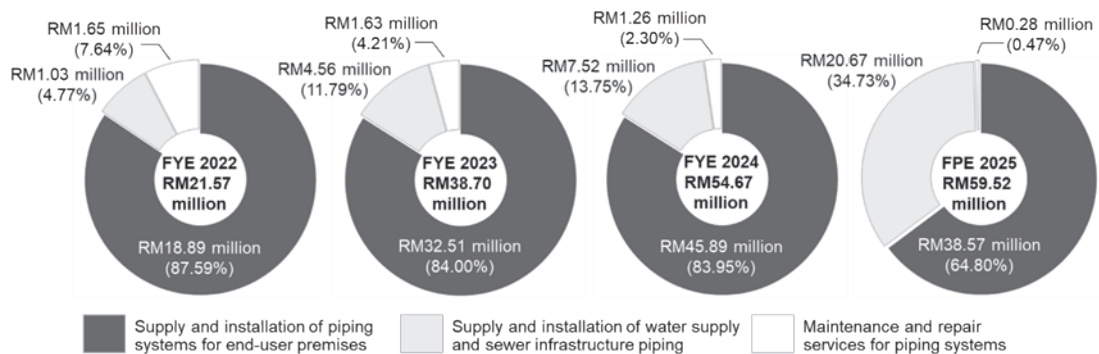 RM1.65 million
(7.64%)
RM1.03 million
(4.77%)
FYE 2022
RM21.57
million
RM18.89 million
(87.59%)
RM1.63 million
(4.21%)
RM4.56 million
(11.79%)
FYE 2023
RM38.70
million
RM32.51 million
(84.00%)
RM1.26 million
(2.30%)
RM7.52 million
(13.75%)
FYE 2024
RM54.67
million
RM45.89 million
(83.95%)
RM0.28 million
(0.47%)
RM20.67 million
(34.73%)
FPE 2025
RM59.52
million
RM38.57 million
(64.80%)
Supply and installation of piping
systems for end-user premises
Supply and installation of water supply
and sewer infrastructure piping
Maintenance and repair
services for piping systems